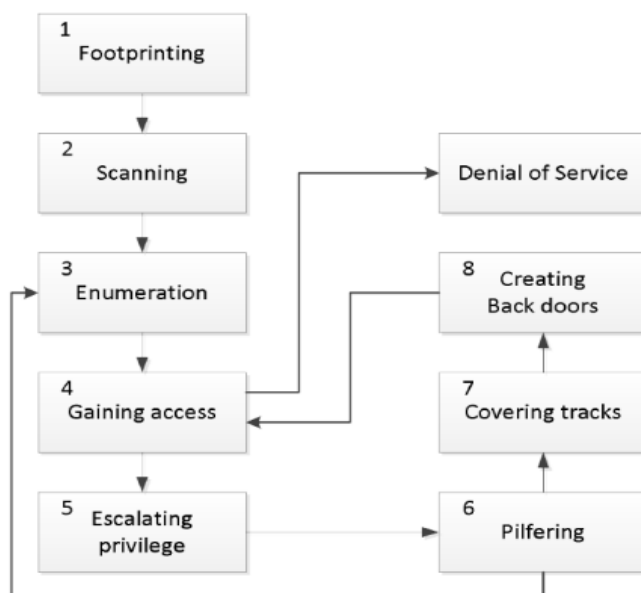 1
Footprinting
2
Scanning
Denial of Service
3
Enumeration
8
Creating
Back doors
4
Gaining access
7
Covering tracks
5
Escalating
privilege
6
Pilfering